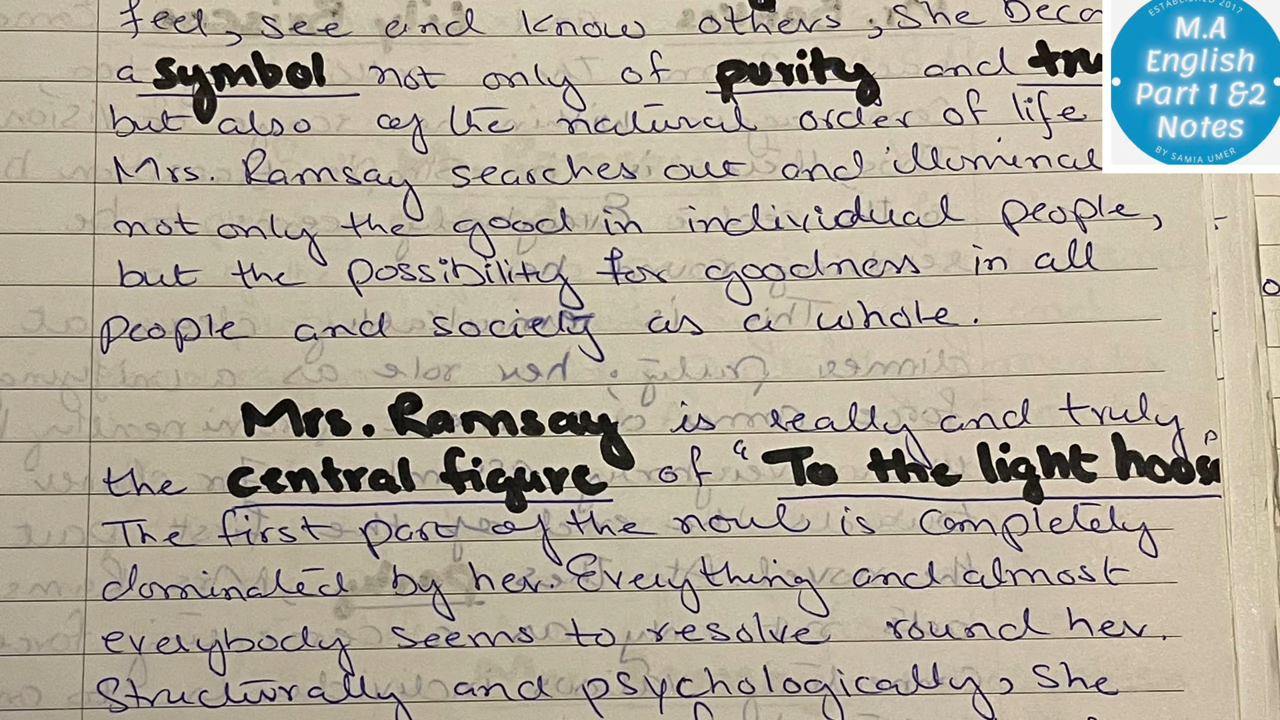 feel, see and know others, she beca
a symbol not only of purity and tru
but also of the natural order of life
Mrs. Ramsay searches out and illuminat
not only the good in individual people,
but the possibility for goodness in all
people and society as a whole.
Mrs. Ramsay is really and truly
the central figure of "To the light hous
The first part of the novel is completely
dominated by her. Everything and almost
everybody seems to resolve round her.
Structurally and psychologically, she
ESTABLISHED 2017
M.A
English
Part 1 &2
Notes
BY SAMIA UMER